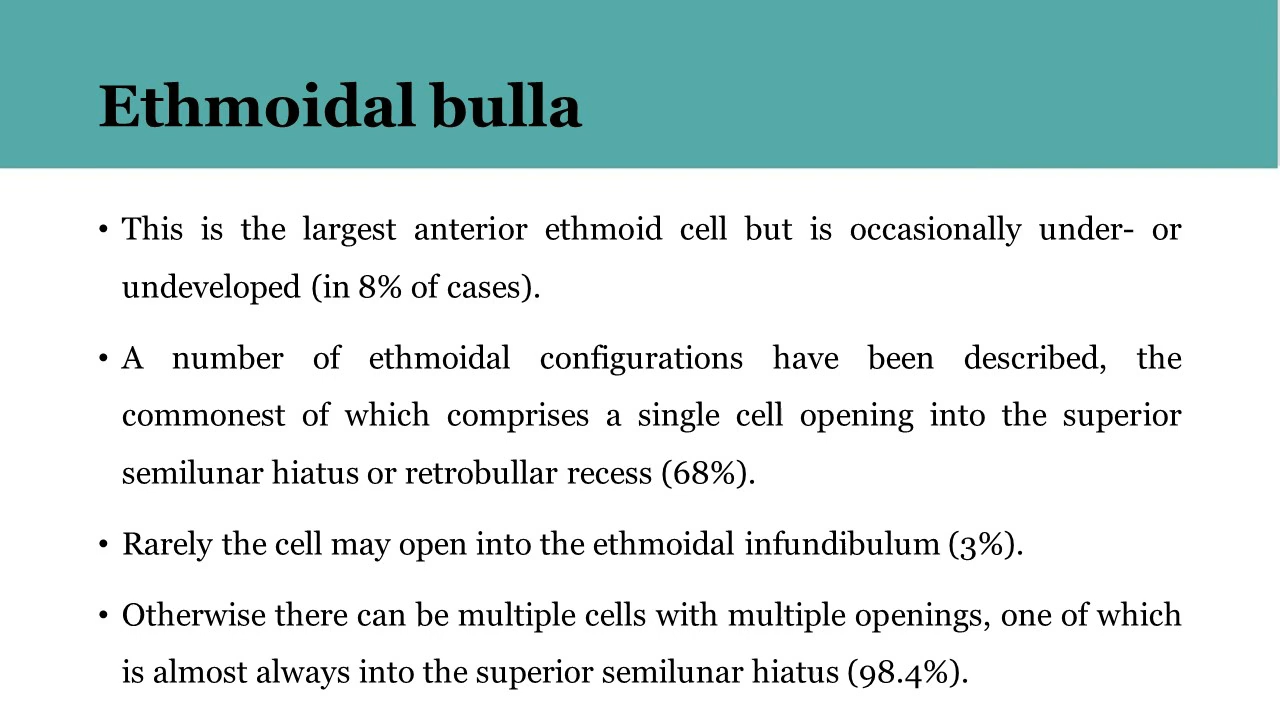 Ethmoidal bulla
• This is the largest anterior ethmoid cell but is occasionally under- or
undeveloped (in 8% of cases).
• A number of ethmoidal configurations have been described, the
commonest of which comprises a single cell opening into the superior
semilunar hiatus or retrobullar recess (68%).
• Rarely the cell may open into the ethmoidal infundibulum (3%).
• Otherwise there can be multiple cells with multiple openings, one of which
is almost always into the superior semilunar hiatus (98.4%).